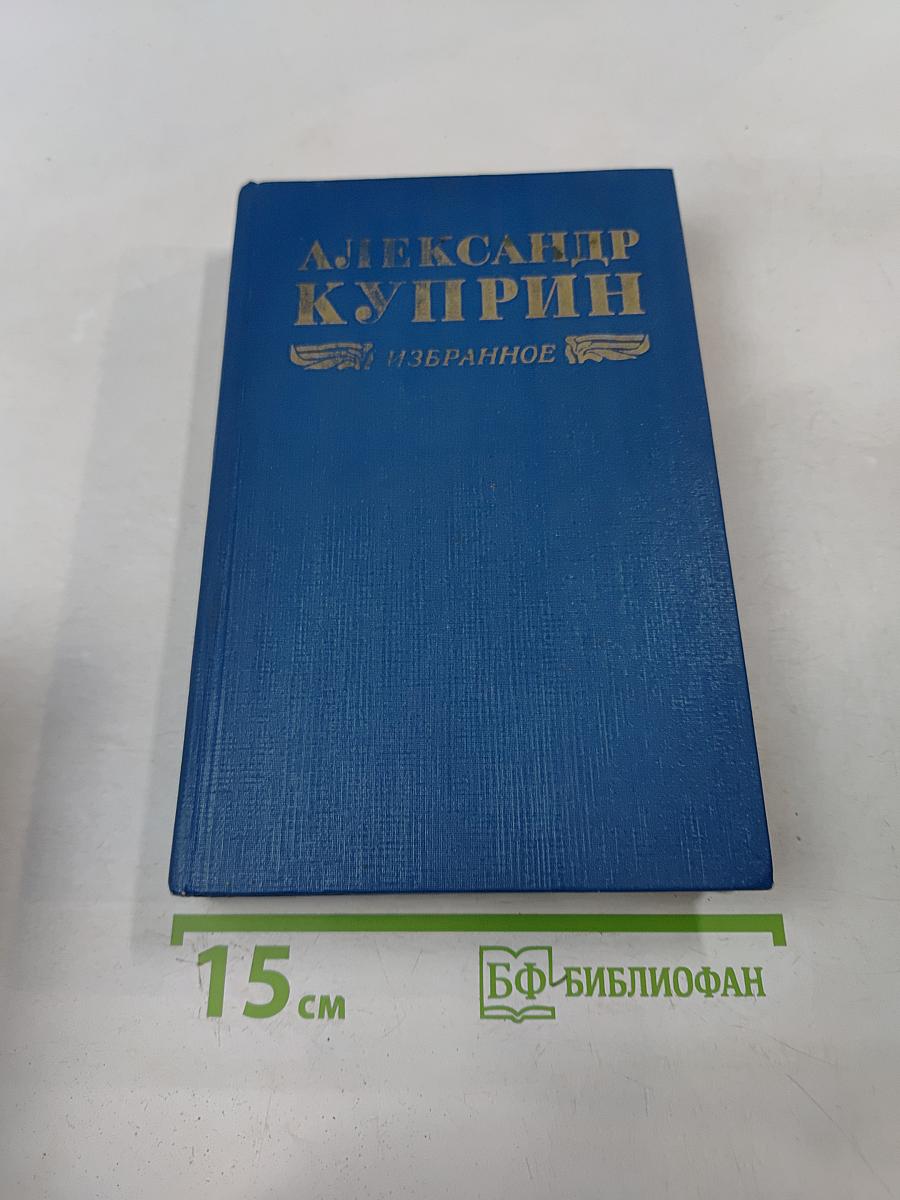 АЛЕКСАНДР
КУПРИН
ИЗБРАННОЕ
15 см
БФ БИБЛИОФАН